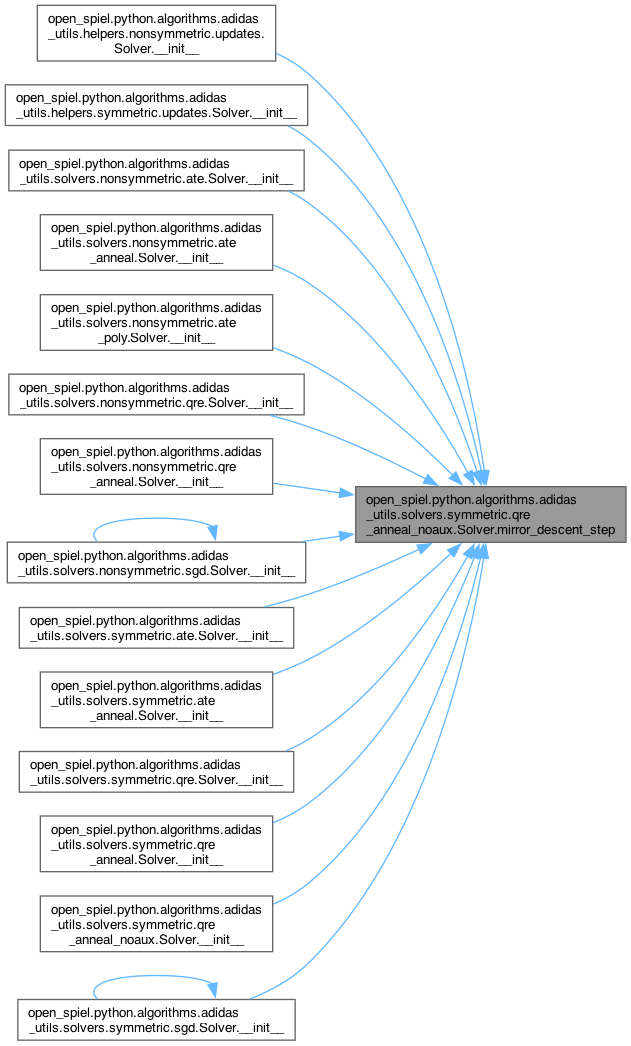 open_spiel.python.algorithms.adidas
_utils.helpers.nonsymmetric.updates.
Solver.__init__
open_spiel.python.algorithms.adidas
_utils.helpers.symmetric.updates.Solver.__init__
open_spiel.python.algorithms.adidas
_utils.solvers.nonsymmetric.ate.Solver.__init__
open_spiel.python.algorithms.adidas
_utils.solvers.nonsymmetric.ate
_anneal.Solver.__init__
open_spiel.python.algorithms.adidas
_utils.solvers.nonsymmetric.ate
_poly.Solver.__init__
open_spiel.python.algorithms.adidas
_utils.solvers.nonsymmetric.qre.Solver.__init__
open_spiel.python.algorithms.adidas
_utils.solvers.nonsymmetric.qre
_anneal.Solver.__init__
open_spiel.python.algorithms.adidas
_utils.solvers.symmetric.qre
_anneal_noaux.Solver.mirror_descent_step
open_spiel.python.algorithms.adidas
_utils.solvers.nonsymmetric.sgd.Solver.__init__
open_spiel.python.algorithms.adidas
_utils.solvers.symmetric.ate.Solver.__init__
open_spiel.python.algorithms.adidas
_utils.solvers.symmetric.ate
_anneal.Solver.__init__
open_spiel.python.algorithms.adidas
_utils.solvers.symmetric.qre.Solver.__init__
open_spiel.python.algorithms.adidas
_utils.solvers.symmetric.qre
_anneal.Solver.__init__
open_spiel.python.algorithms.adidas
_utils.solvers.symmetric.qre
_anneal_noaux.Solver.__init__
open_spiel.python.algorithms.adidas
_utils.solvers.symmetric.sgd.Solver.__init__